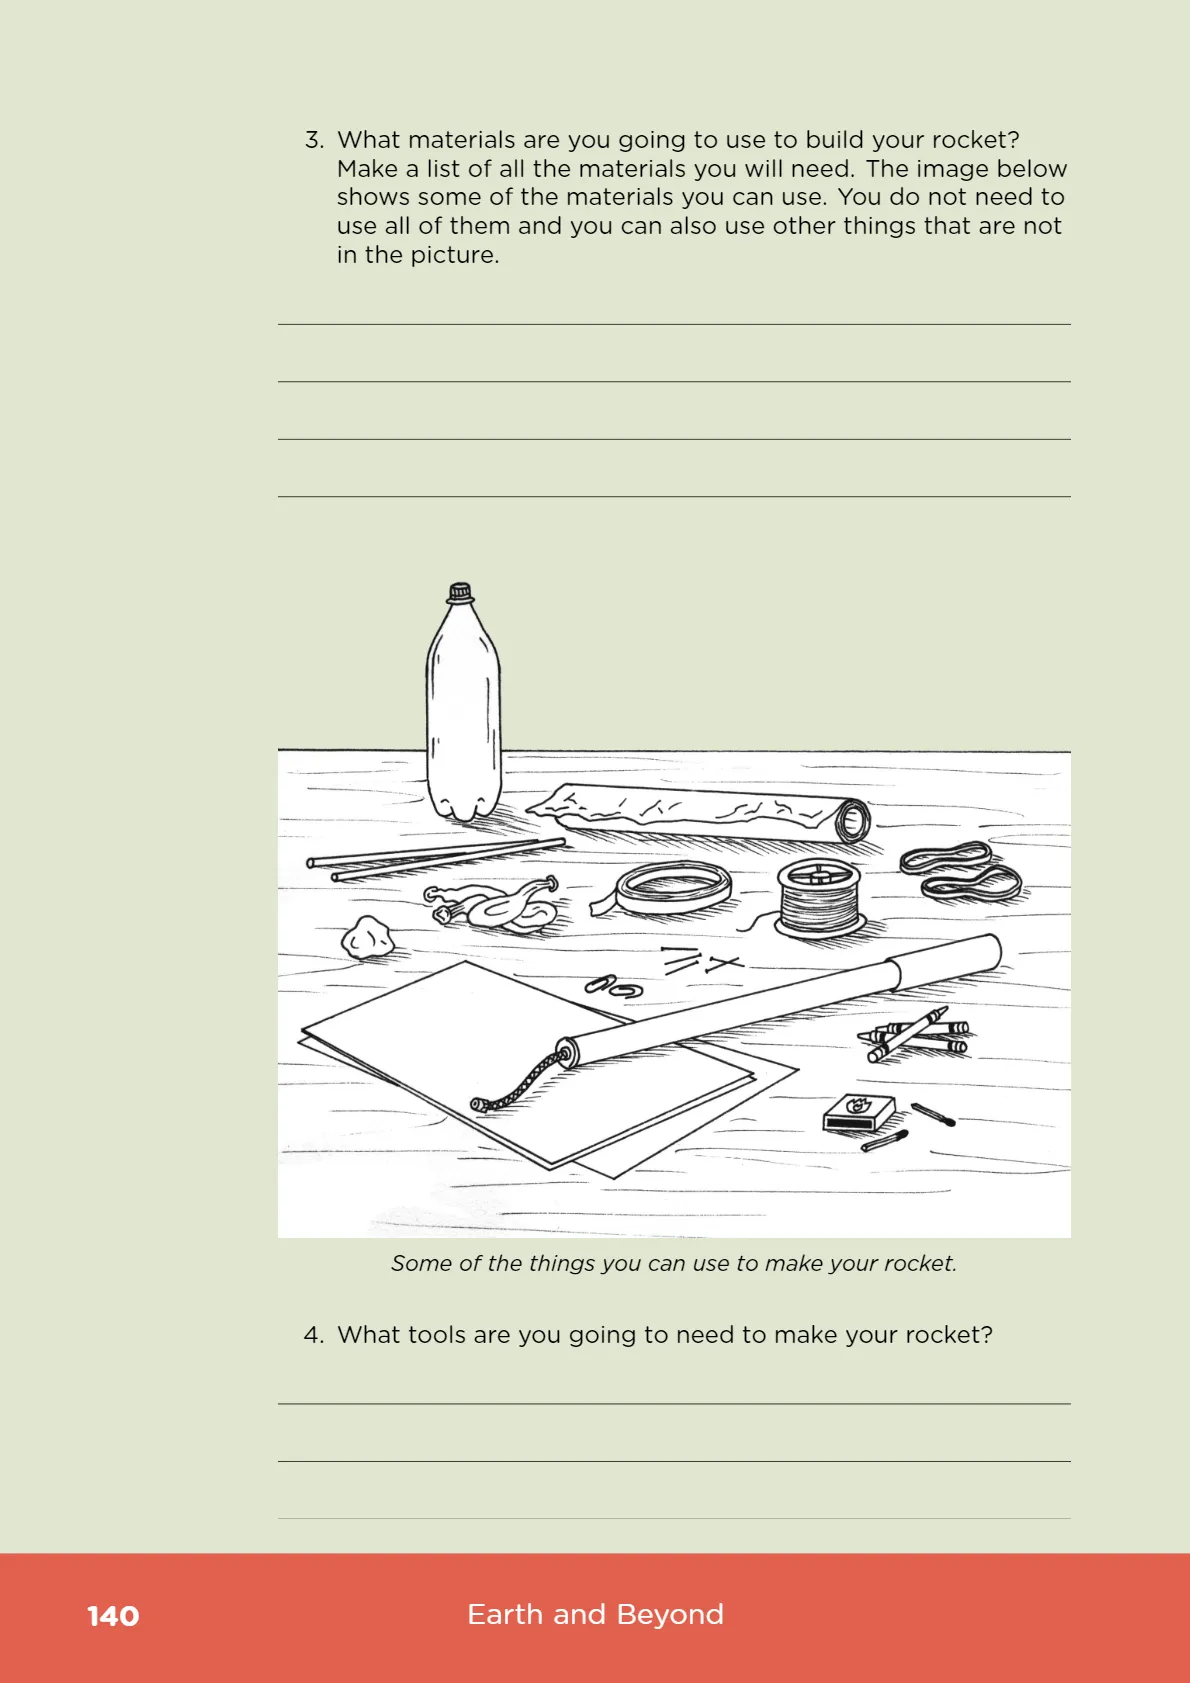 3. What materials are you going to use to build your rocket?
Make a list of all the materials you will need. The image below
shows some of the materials you can use. You do not need to
use all of them and you can also use other things that are not
in the picture.
Some of the things you can use to make your rocket.
4. What tools are you going to need to make your rocket?
140 Earth and Beyond